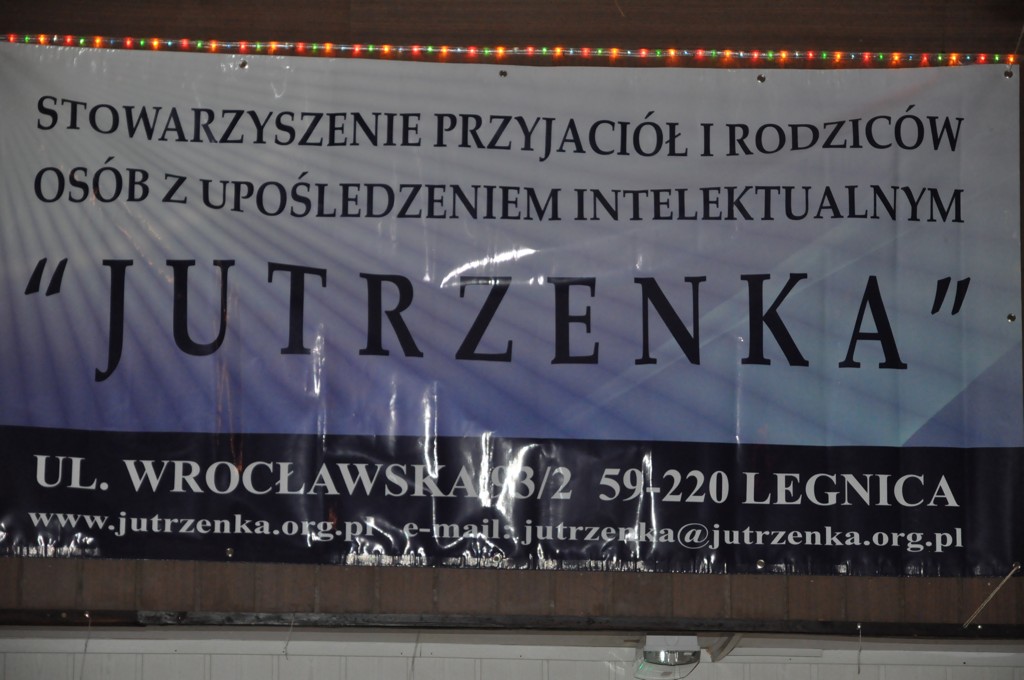 STOWARZYSZENIE PRZYJACIÓŁ I RODZICÓW
OSÓB Z UPOŚLEDZENIEM INTELEKTUALNYM
“JUTRZENKA”
UL. WROCŁAWSKA 93/2 59-220 LEGNICA
www.jutrzenka.org.pl e-mail: jutrzenka@jutrzenka.org.pl